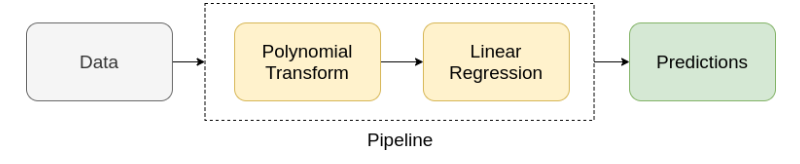 Data
Polynomial
Transform
Linear
Regression
Predictions
Pipeline